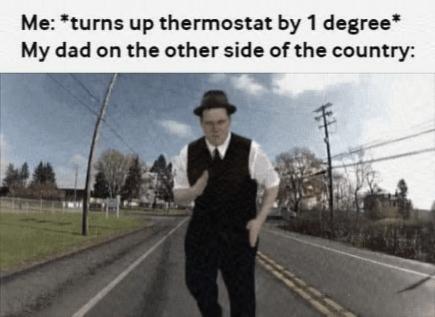 Me: *turns up thermostat by 1 degree*
My dad on the other side of the country: